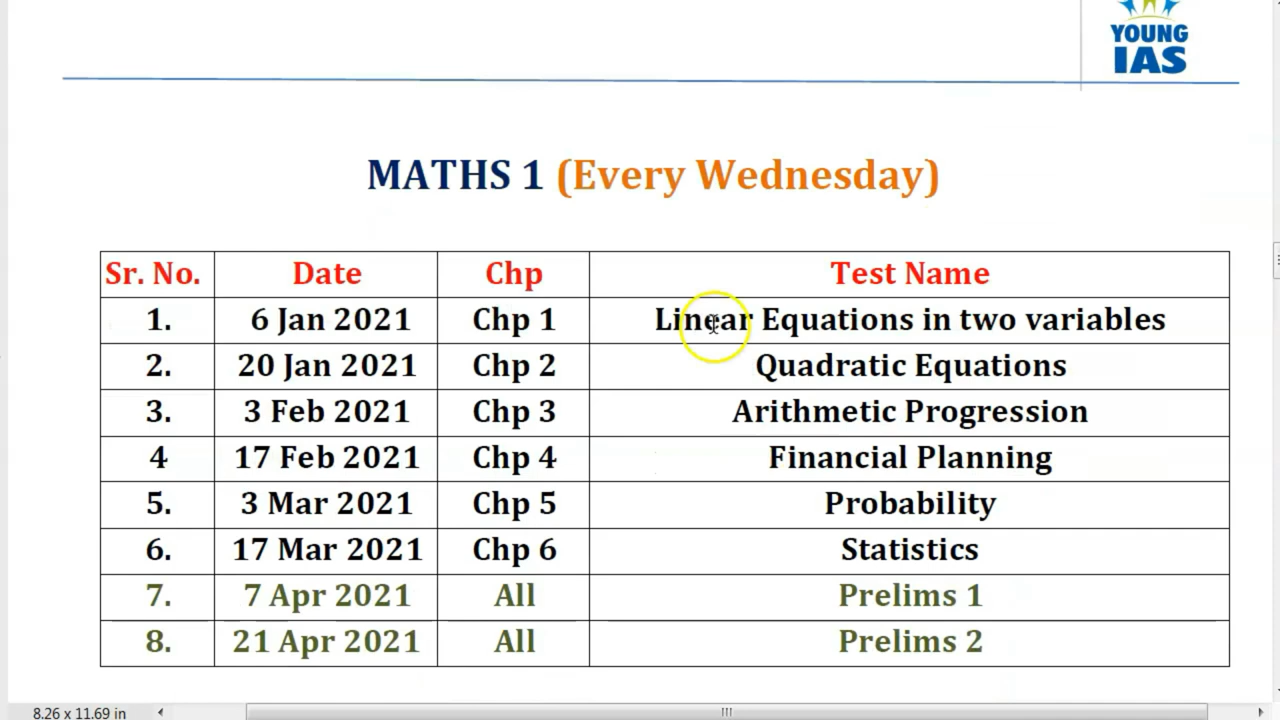 YOUNG
IAS
MATHS 1 (Every Wednesday)
Sr. No. Date Chp Test Name
1. 6 Jan 2021 Chp 1 Linear Equations in two variables
2. 20 Jan 2021 Chp 2 Quadratic Equations
3. 3 Feb 2021 Chp 3 Arithmetic Progression
4 17 Feb 2021 Chp 4 Financial Planning
5. 3 Mar 2021 Chp 5 Probability
6. 17 Mar 2021 Chp 6 Statistics
7. 7 Apr 2021 All Prelims 1
8. 21 Apr 2021 All Prelims 2
8.26 x 11.69 in